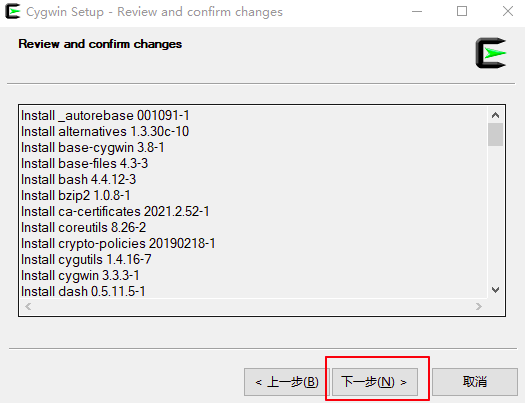 Cygwin Setup - Review and confirm changes
Review and confirm changes
Install _autorebase 001091-1
Install alternatives 1.3.30c-10
Install base-cygwin 3.8-1
Install base-files 4.3-3
Install bash 4.4.12-3
Install bzip2 1.0.8-1
Install ca-certificates 2021.2.52-1
Install coreutils 8.26-2
Install crypto-policies 20190218-1
Install cygutils 1.4.16-7
Install cygwin 3.3.3-1
Install dash 0.5.11.5-1
< 上一步(B) 下一步(N) > 取消